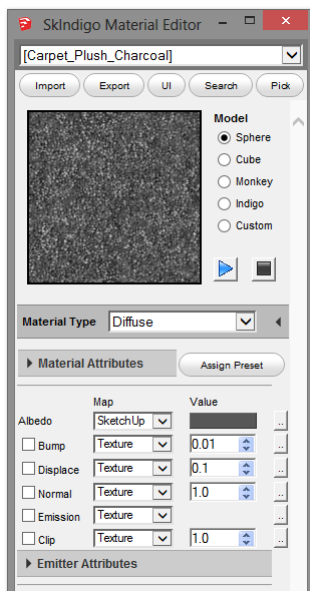 SkIndigo Material Editor
[Carpet_Plush_Charcoal]
Import Export UI Search Pick
Model
Sphere
Cube
Monkey
Indigo
Custom
Material Type Diffuse
Material Attributes Assign Preset
Map Value
Albedo SketchUp ..
Bump Texture 0.01 ..
Displace Texture 0.1 ..
Normal Texture 1.0 ..
Emission Texture ..
Clip Texture 1.0 ..
Emitter Attributes